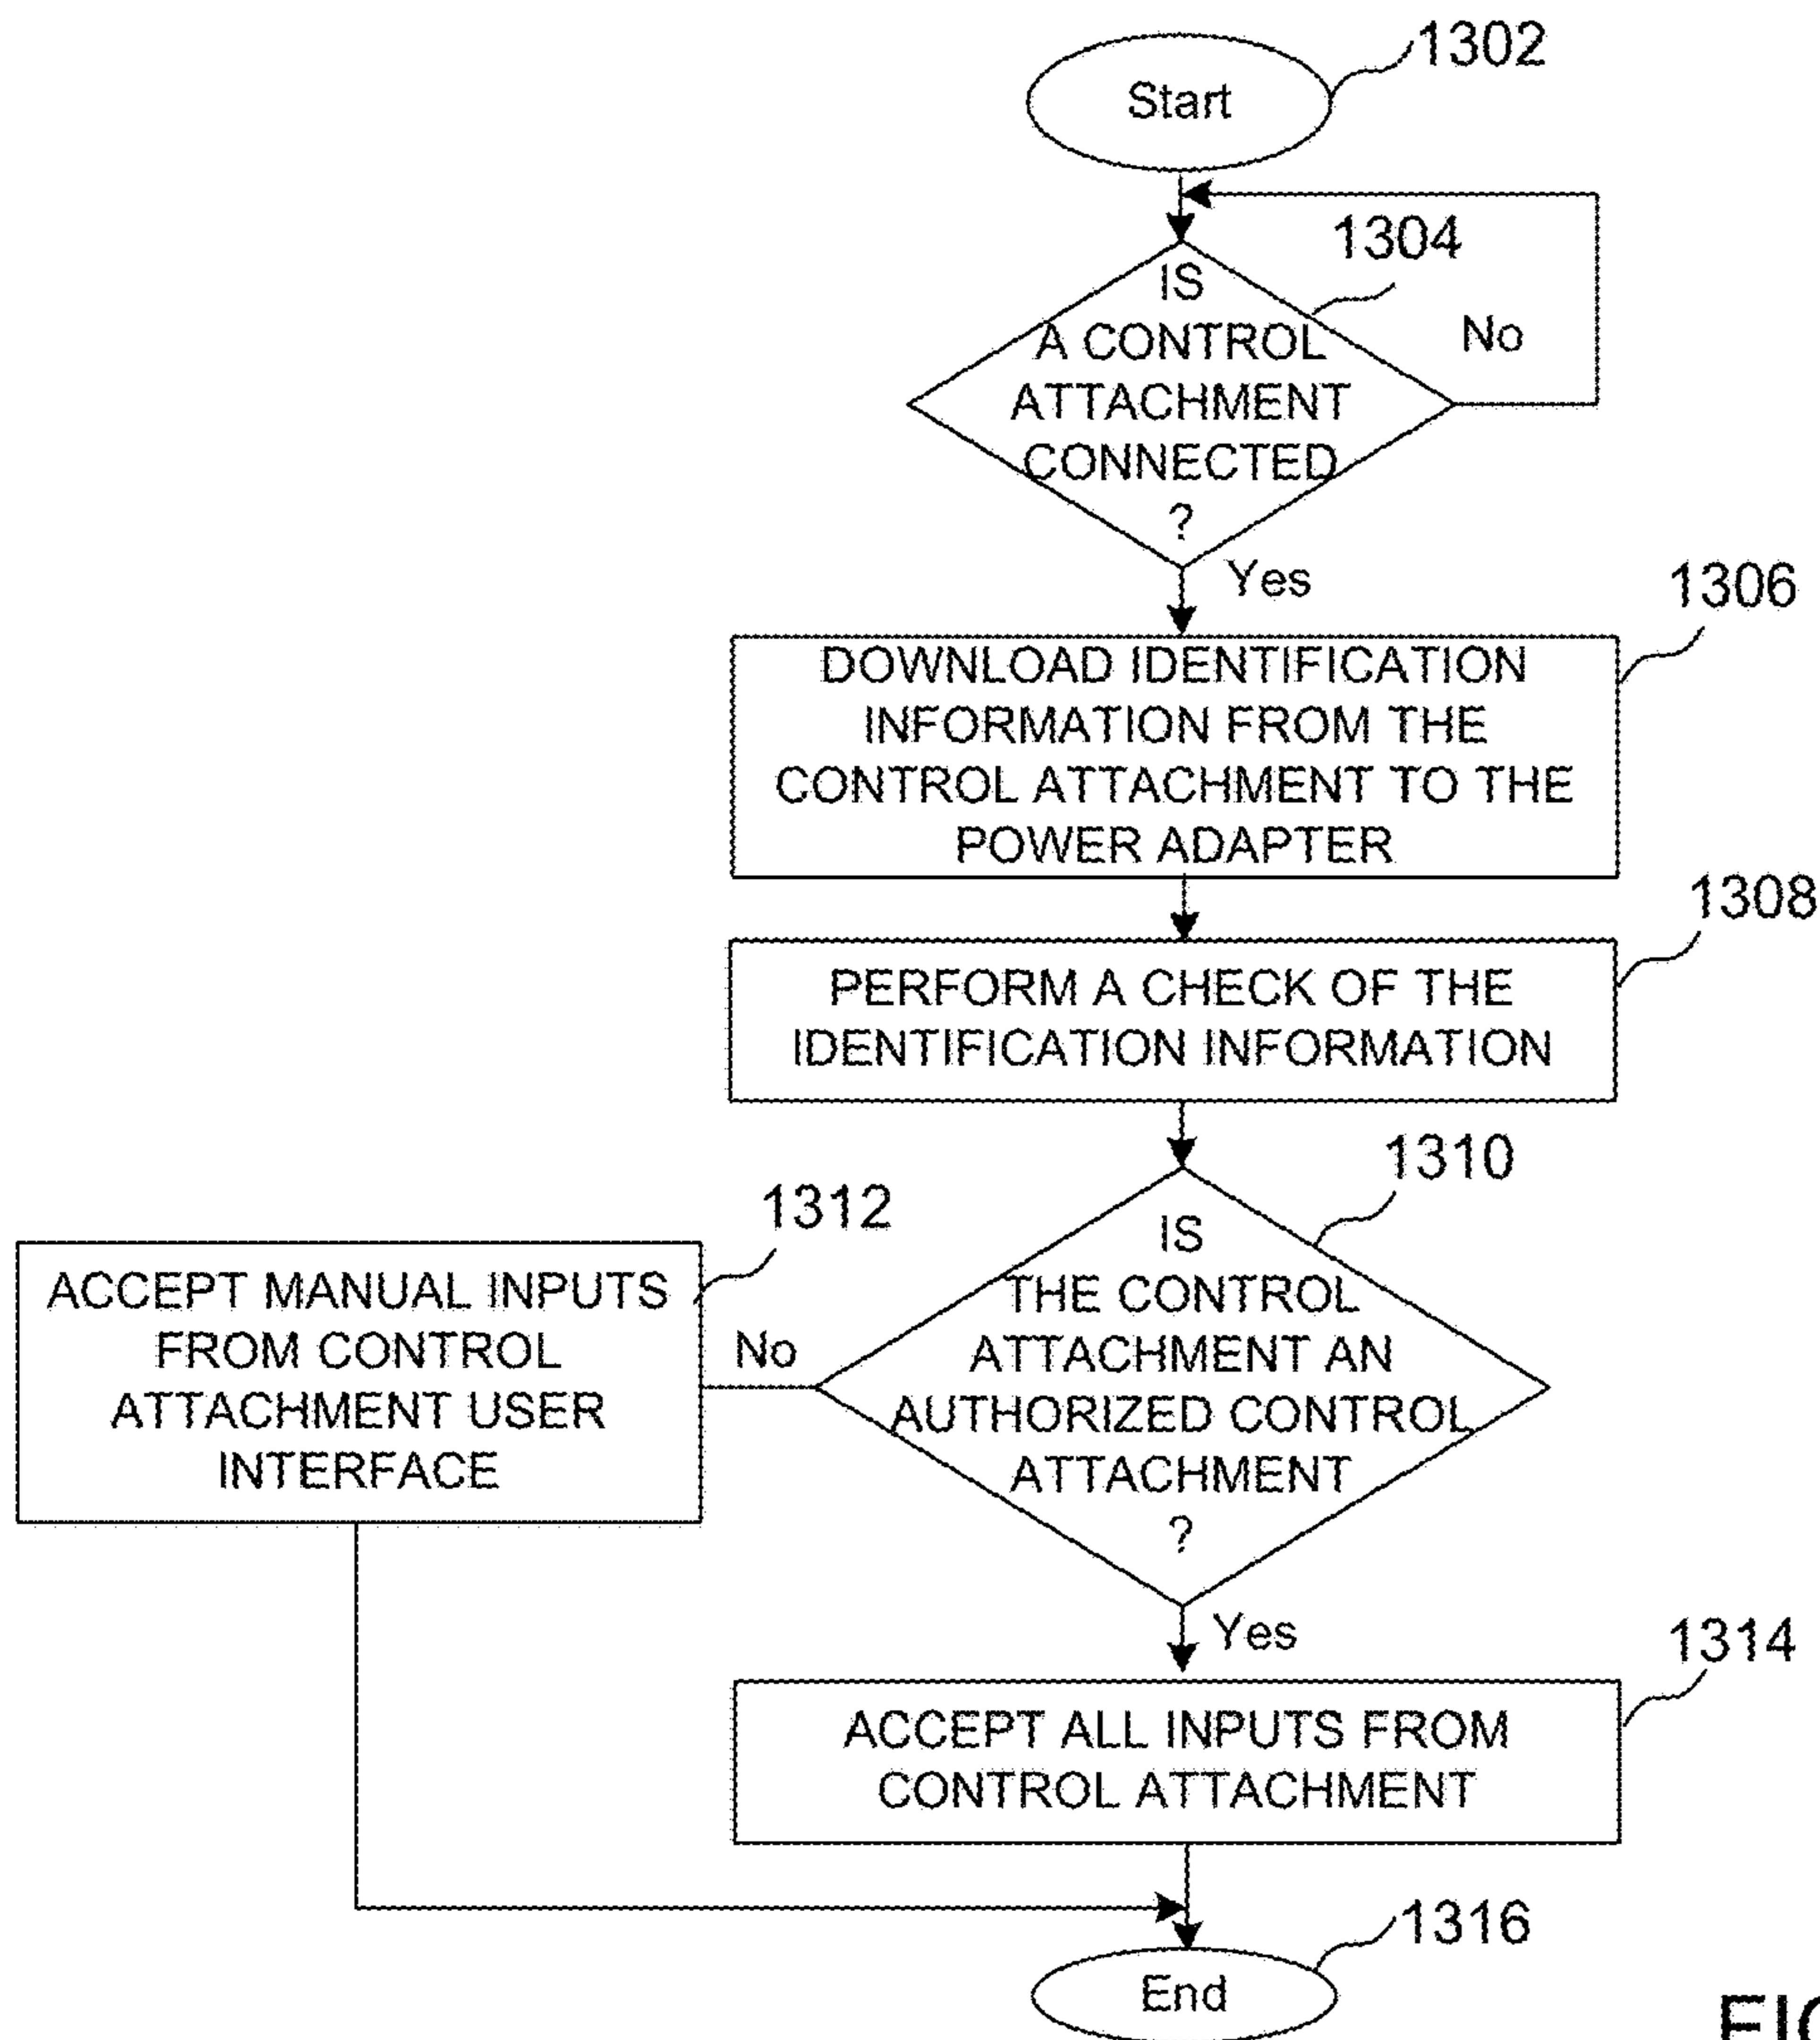 1302
Start
1304
IS
A CONTROL
ATTACHMENT
CONNECTED
?
No
Yes
1306
DOWNLOAD IDENTIFICATION
INFORMATION FROM THE
CONTROL ATTACHMENT TO THE
POWER ADAPTER
1308
PERFORM A CHECK OF THE
IDENTIFICATION INFORMATION
1310
IS
THE CONTROL
ATTACHMENT AN
AUTHORIZED CONTROL
ATTACHMENT
?
1312
ACCEPT MANUAL INPUTS
FROM CONTROL
ATTACHMENT USER
INTERFACE
No
Yes
1314
ACCEPT ALL INPUTS FROM
CONTROL ATTACHMENT
1316
End